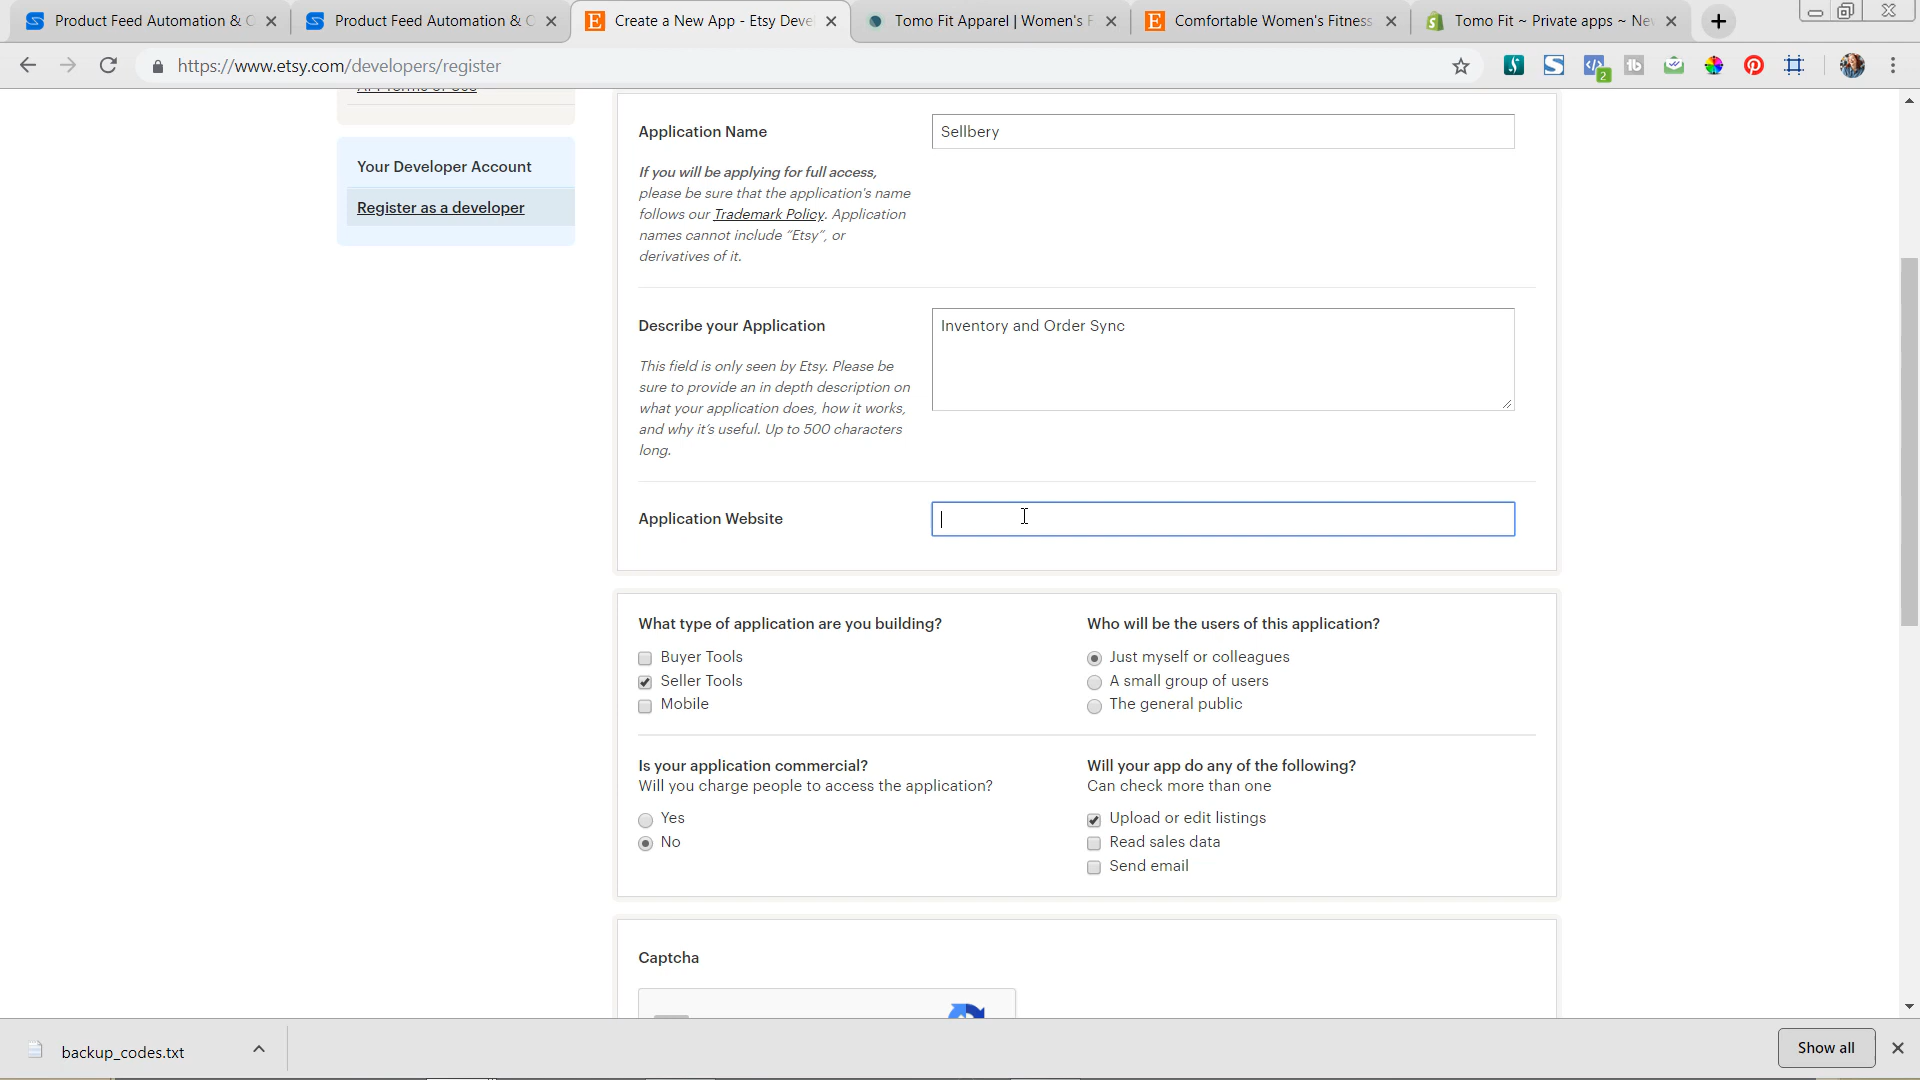 Product Feed Automation & C
Product Feed Automation & C
Create a New App - Etsy Deve
Tomo Fit Apparel | Women's F
Comfortable Women's Fitness
Tomo Fit ~ Private apps ~ Ne
https://www.etsy.com/developers/register
2
API Terms of Use
Your Developer Account
Register as a developer
Application Name
Sellbery
If you will be applying for full access,
please be sure that the application's name
follows our Trademark Policy. Application
names cannot include “Etsy”, or
derivatives of it.
Describe your Application
Inventory and Order Sync
This field is only seen by Etsy. Please be
sure to provide an in depth description on
what your application does, how it works,
and why it’s useful. Up to 500 characters
long.
Application Website
What type of application are you building?
Buyer Tools
Seller Tools
Mobile
Who will be the users of this application?
Just myself or colleagues
A small group of users
The general public
Is your application commercial?
Will you charge people to access the application?
Yes
No
Will your app do any of the following?
Can check more than one
Upload or edit listings
Read sales data
Send email
Captcha
backup_codes.txt
Show all